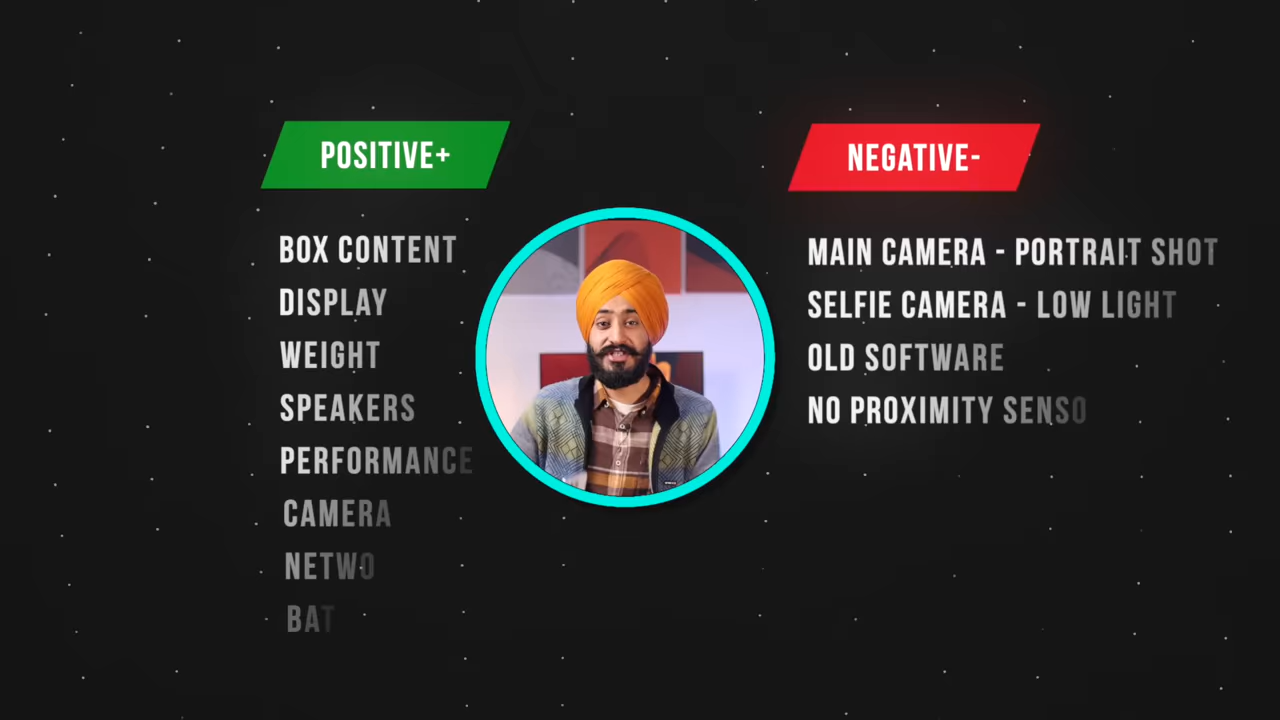 POSITIVE+
BOX CONTENT
DISPLAY
WEIGHT
SPEAKERS
PERFORMANCE
CAMERA
NETWO
BAT
NEGATIVE-
MAIN CAMERA - PORTRAIT SHOT
SELFIE CAMERA - LOW LIGHT
OLD SOFTWARE
NO PROXIMITY SENSO